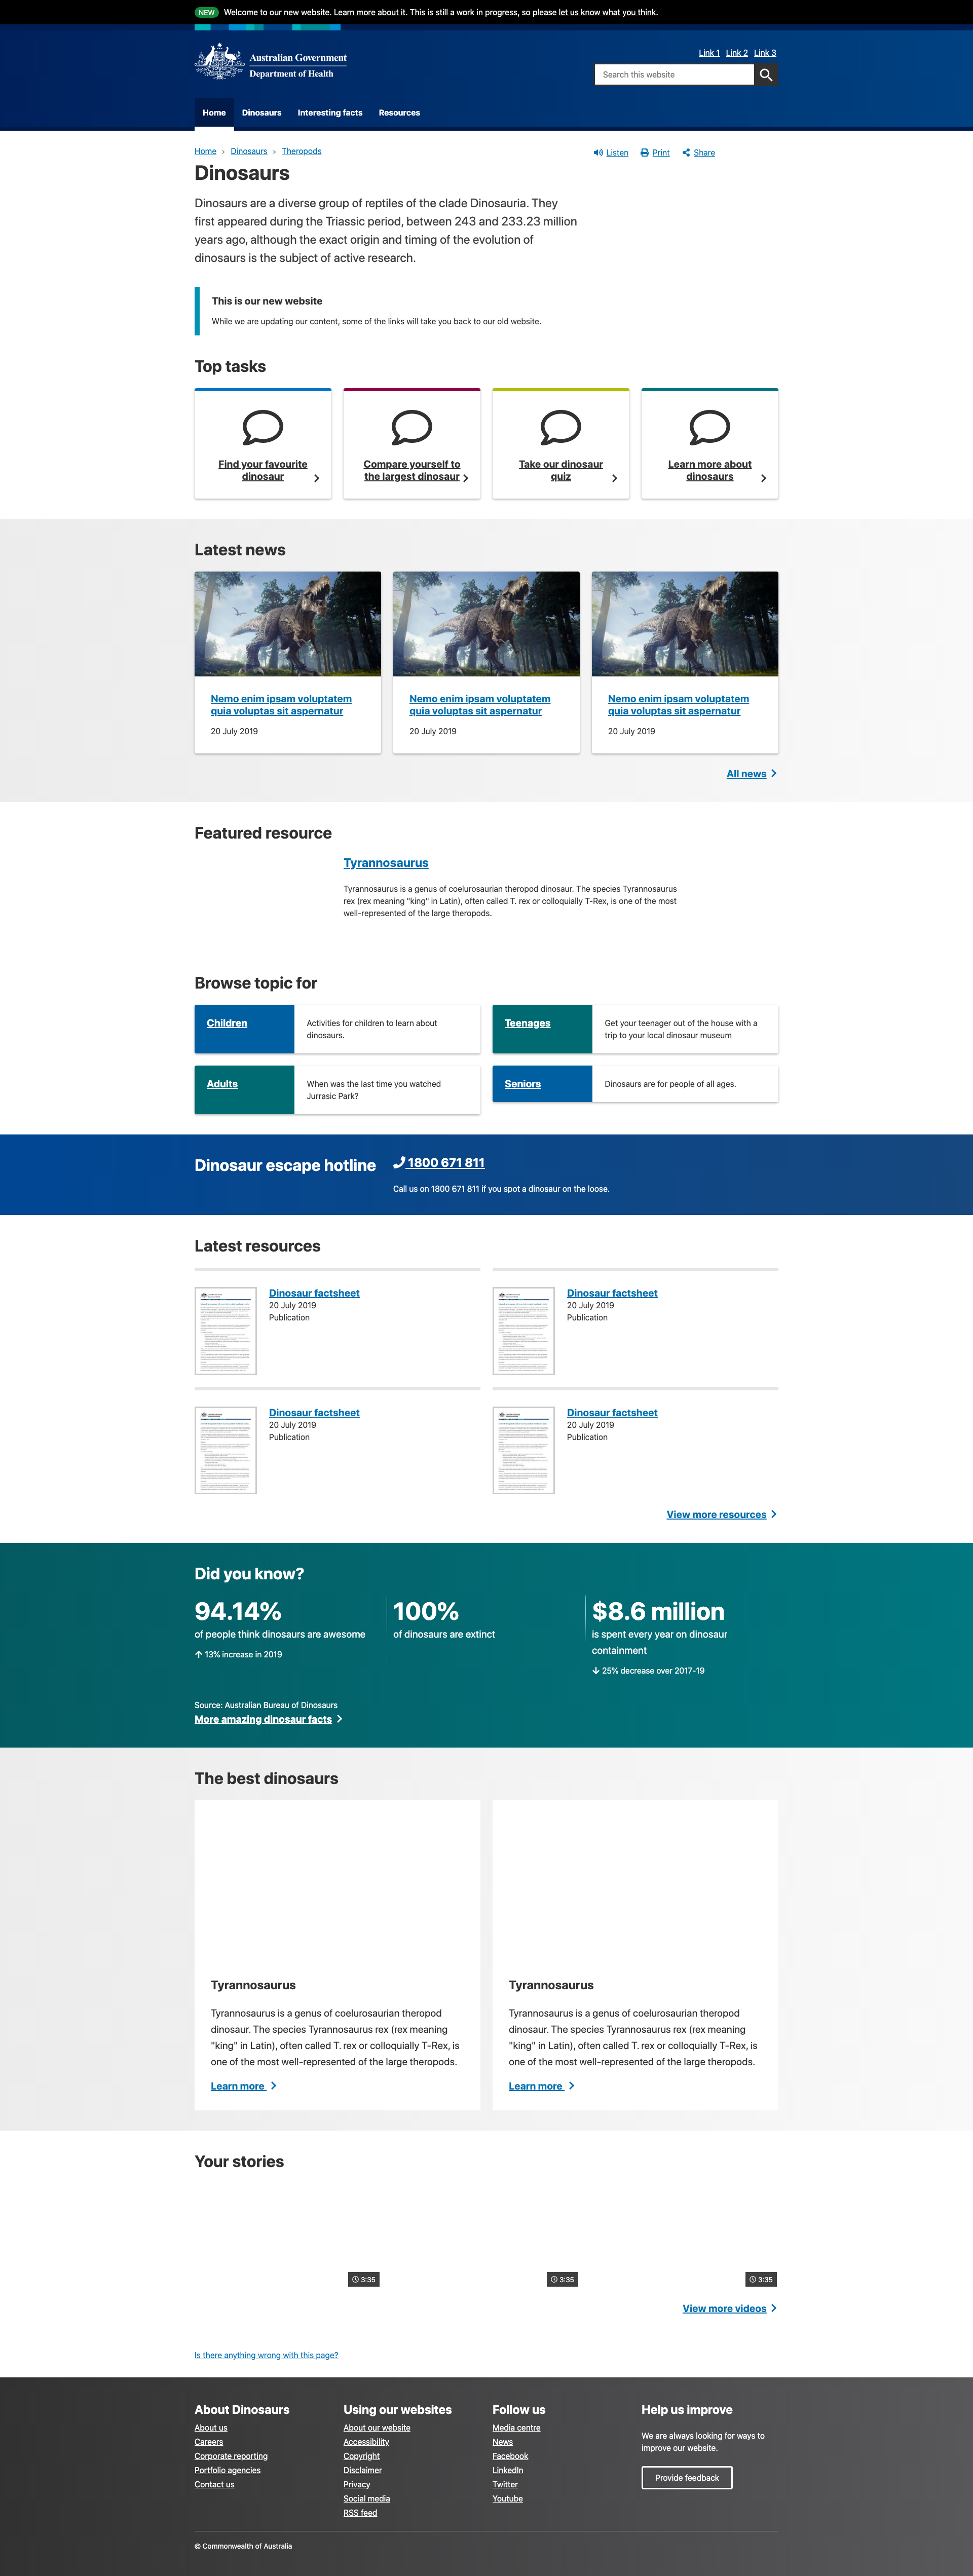 NEW Welcome to our new website. Learn more about it. This is still a work in progress, so please let us know what you think.
Australian Government
Department of Health
Link 1 Link 2 Link 3
Search this website
Home Dinosaurs Interesting facts Resources
Home › Dinosaurs › Theropods
Listen Print Share
Dinosaurs
Dinosaurs are a diverse group of reptiles of the clade Dinosauria. They
first appeared during the Triassic period, between 243 and 233.23 million
years ago, although the exact origin and timing of the evolution of
dinosaurs is the subject of active research.
This is our new website
While we are updating our content, some of the links will take you back to our old website.
Top tasks
Find your favourite
dinosaur
Compare yourself to
the largest dinosaur
Take our dinosaur
quiz
Learn more about
dinosaurs
Latest news
Nemo enim ipsam voluptatem
quia voluptas sit aspernatur
20 July 2019
Nemo enim ipsam voluptatem
quia voluptas sit aspernatur
20 July 2019
Nemo enim ipsam voluptatem
quia voluptas sit aspernatur
20 July 2019
All news
Featured resource
Tyrannosaurus
Tyrannosaurus is a genus of coelurosaurian theropod dinosaur. The species Tyrannosaurus
rex (rex meaning "king" in Latin), often called T. rex or colloquially T-Rex, is one of the most
well-represented of the large theropods.
Browse topic for
Children
Activities for children to learn about
dinosaurs.
Teenages
Get your teenager out of the house with a
trip to your local dinosaur museum
Adults
When was the last time you watched
Jurrasic Park?
Seniors
Dinosaurs are for people of all ages.
Dinosaur escape hotline
1800 671 811
Call us on 1800 671 811 if you spot a dinosaur on the loose.
Latest resources
Dinosaur factsheet
20 July 2019
Publication
Dinosaur factsheet
20 July 2019
Publication
Dinosaur factsheet
20 July 2019
Publication
Dinosaur factsheet
20 July 2019
Publication
View more resources
Did you know?
94.14%
of people think dinosaurs are awesome
13% increase in 2019
100%
of dinosaurs are extinct
$8.6 million
is spent every year on dinosaur
containment
25% decrease over 2017-19
Source: Australian Bureau of Dinosaurs
More amazing dinosaur facts
The best dinosaurs
Tyrannosaurus
Tyrannosaurus is a genus of coelurosaurian theropod
dinosaur. The species Tyrannosaurus rex (rex meaning
"king" in Latin), often called T. rex or colloquially T-Rex, is
one of the most well-represented of the large theropods.
Learn more
Tyrannosaurus
Tyrannosaurus is a genus of coelurosaurian theropod
dinosaur. The species Tyrannosaurus rex (rex meaning
"king" in Latin), often called T. rex or colloquially T-Rex, is
one of the most well-represented of the large theropods.
Learn more
Your stories
3:35
3:35
3:35
View more videos
Is there anything wrong with this page?
About Dinosaurs
About us
Careers
Corporate reporting
Portfolio agencies
Contact us
Using our websites
About our website
Accessibility
Copyright
Disclaimer
Privacy
Social media
RSS feed
Follow us
Media centre
News
Facebook
LinkedIn
Twitter
Youtube
Help us improve
We are always looking for ways to
improve our website.
Provide feedback
© Commonwealth of Australia